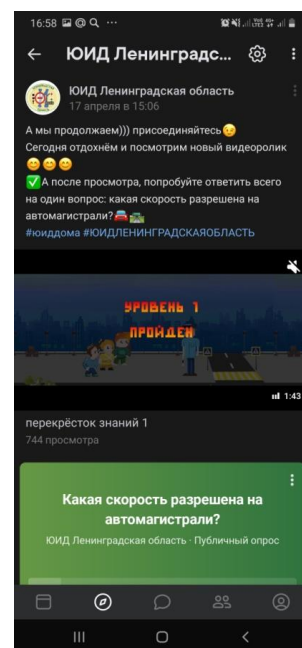 16:58
ЮИД Ленинградс...
ЮИД Ленинградская область
17 апреля в 15:06
А мы продолжаем))) присоединяйтесь😉
Сегодня отдохнём и посмотрим новый видеоролик
😊😊😊
✅А после просмотра, попробуйте ответить всего
на один вопрос: какая скорость разрешена на
автомагистрали?🚘🛣
#юиддома #ЮИДЛЕНИНГРАДСКАЯОБЛАСТЬ
УРОВЕНЬ 1
ПРОЙДЕН
1:43
перекрёсток знаний 1
744 просмотра
Какая скорость разрешена на
автомагистрали?
ЮИД Ленинградская область · Публичный опрос